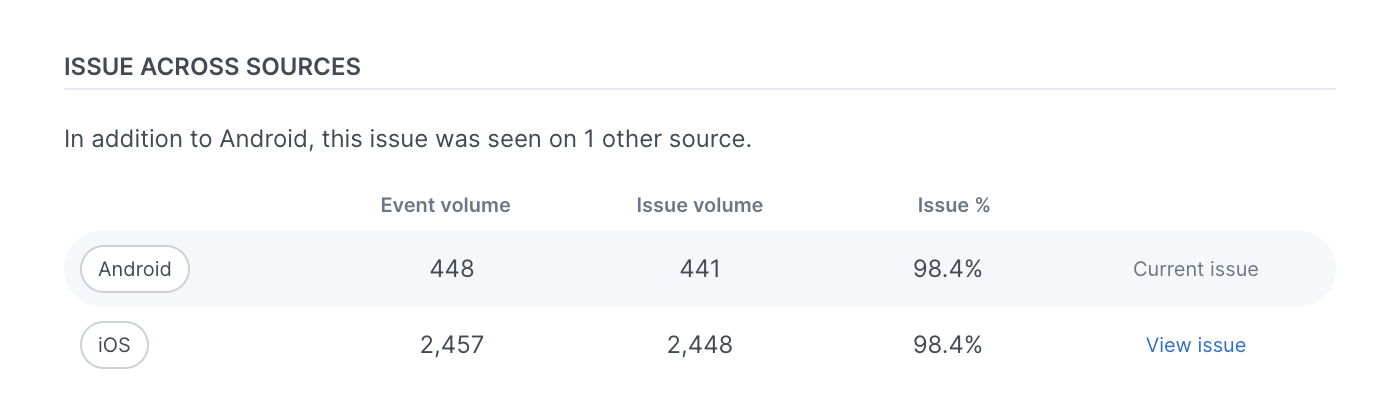 ISSUE ACROSS SOURCES
In addition to Android, this issue was seen on 1 other source.
Event volume Issue volume Issue %
Android 448 441 98.4% Current issue
iOS 2,457 2,448 98.4% View issue